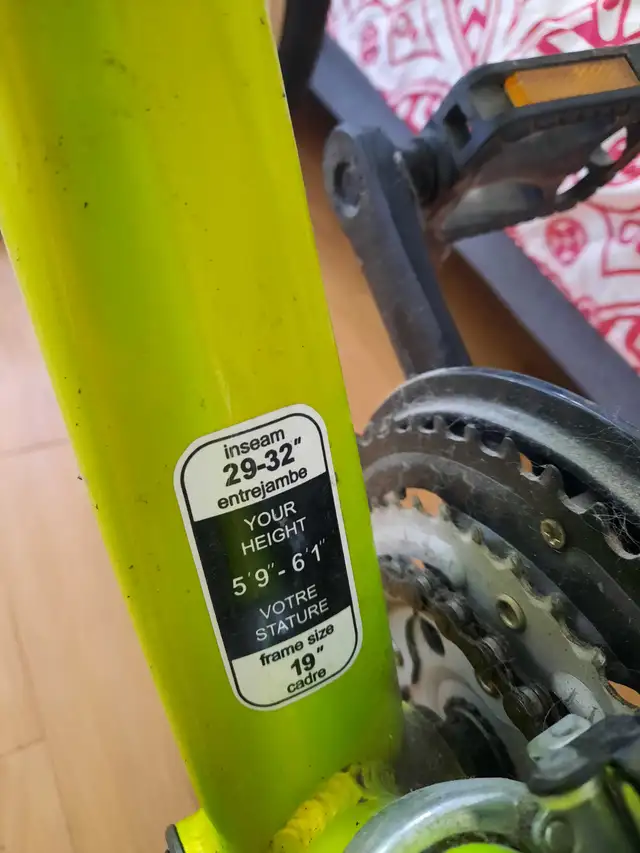 inseam
29-32"
entrejambe
YOUR
HEIGHT
5'9"- 6'1"
VOTRE
STATURE
frame size
19"
cadre